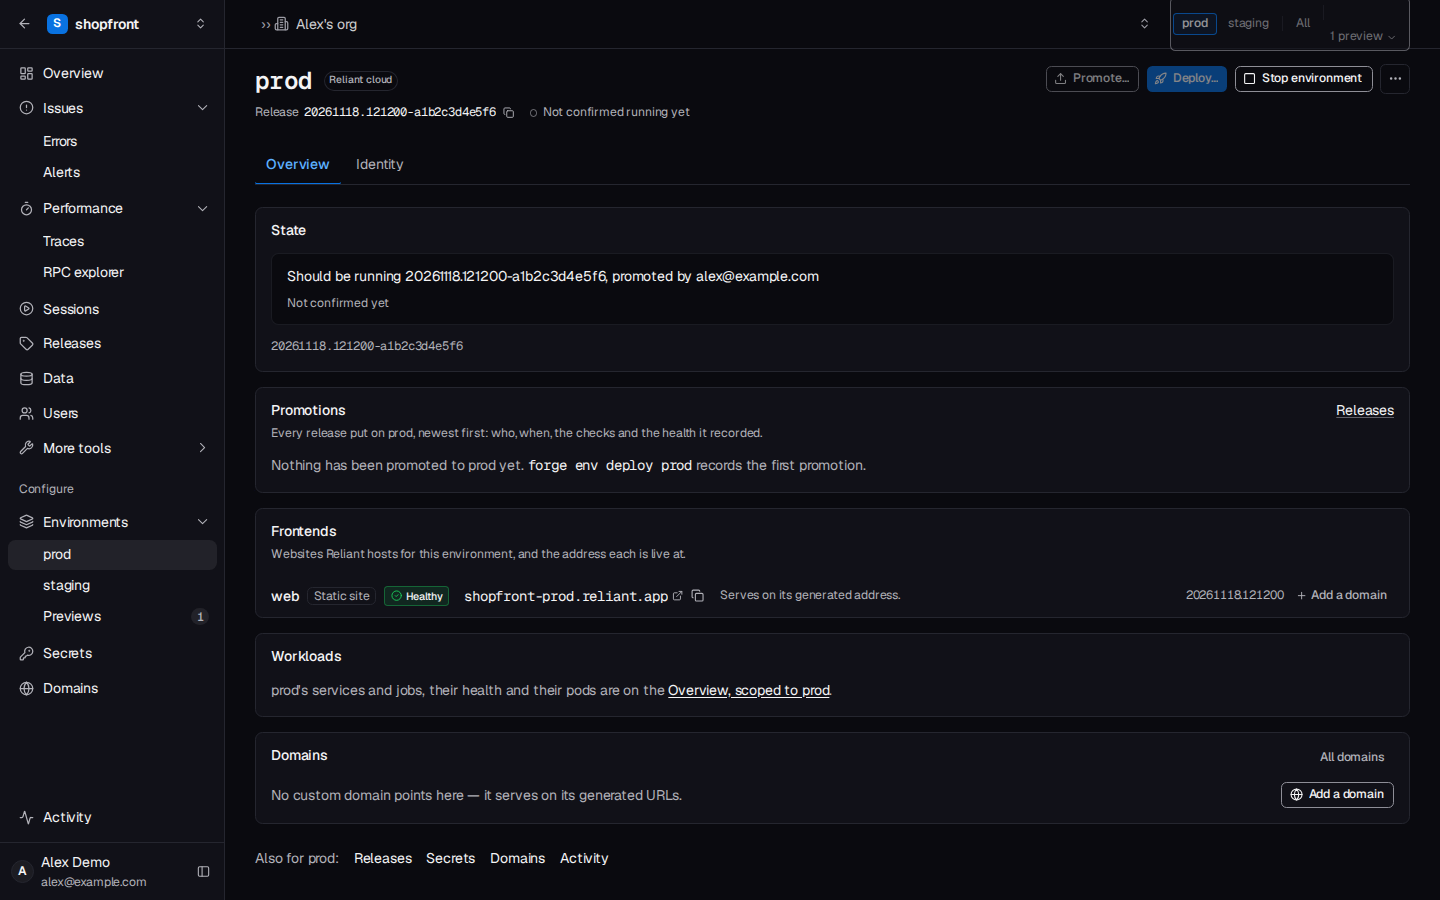 S shopfront
Overview
Issues
Errors
Alerts
Performance
Traces
RPC explorer
Sessions
Releases
Data
Users
More tools
Configure
Environments
prod
staging
Previews 1
Secrets
Domains
Activity
A Alex Demo
alex@example.com
Alex's org
prod staging All
1 preview
prod Reliant cloud
Promote... Deploy... Stop environment
Release 20261118.121200-a1b2c3d4e5f6 Not confirmed running yet
Overview Identity
State
Should be running 20261118.121200-a1b2c3d4e5f6, promoted by alex@example.com
Not confirmed yet
20261118.121200-a1b2c3d4e5f6
Promotions Releases
Every release put on prod, newest first: who, when, the checks and the health it recorded.
Nothing has been promoted to prod yet. forge env deploy prod records the first promotion.
Frontends
Websites Reliant hosts for this environment, and the address each is live at.
web Static site Healthy shopfront-prod.reliant.app Serves on its generated address. 20261118.121200 + Add a domain
Workloads
prod's services and jobs, their health and their pods are on the Overview, scoped to prod.
Domains All domains
No custom domain points here — it serves on its generated URLs. Add a domain
Also for prod: Releases Secrets Domains Activity